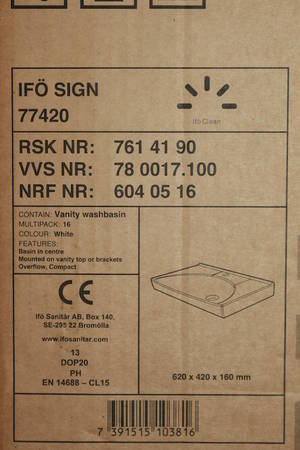 IFÖ SIGN
77420
Ifö Clean
RSK NR: 761 41 90
VVS NR: 78 0017.100
NRF NR: 604 05 16
CONTAIN: Vanity washbasin
MULTIPACK: 16
COLOUR: White
FEATURES:
Basin in centre
Mounted on vanity top or brackets
Overflow, Compact
CE
Ifö Sanitär AB, Box 140,
SE-295 22 Bromölla
www.ifosanitar.com
13
DOP20
PH
EN 14688 – CL15
620 x 420 x 160 mm
7 391515 103816